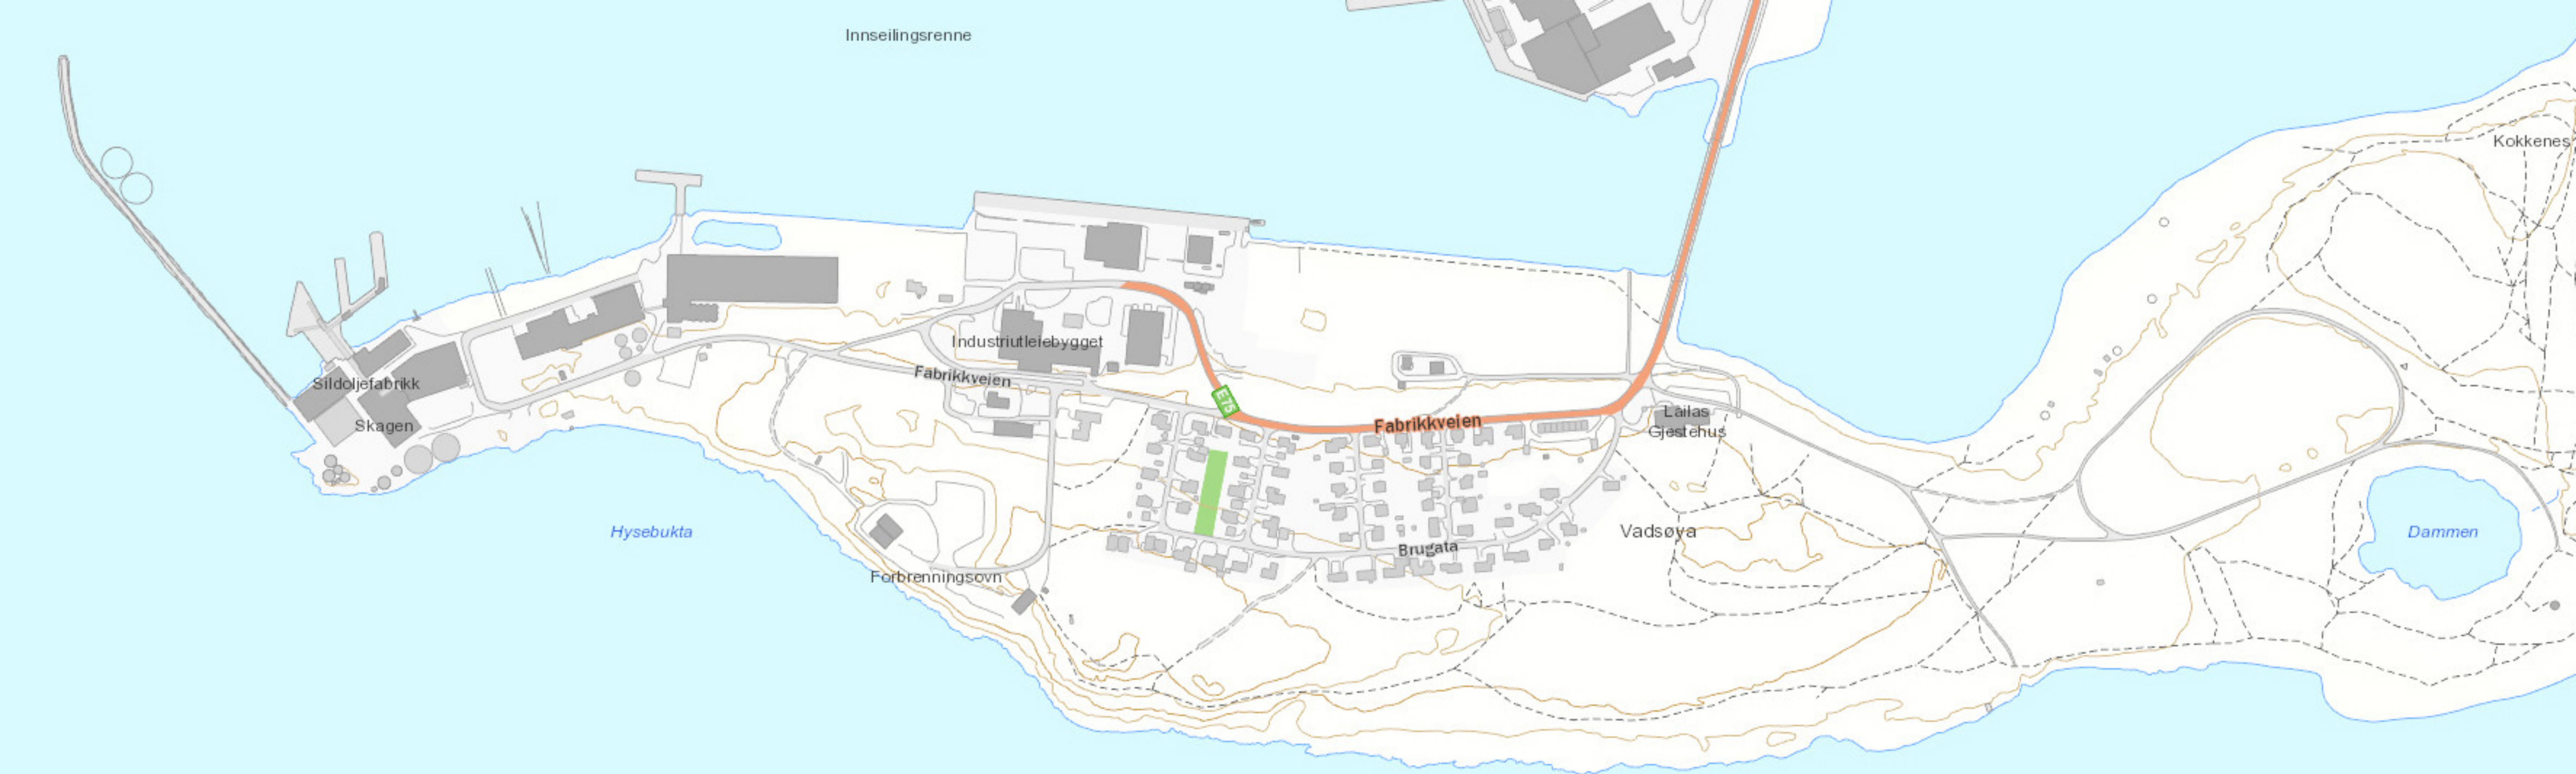 Innseilingsrenne
Kokkenes
Industriutleiebygget
Fabrikkveien
Sildoljefabrikk
E75
Fabrikkveien
Lailas
Gjestehus
Skagen
Hysebukta
Vadsøya
Dammen
Brugata
Forbrenningsovn